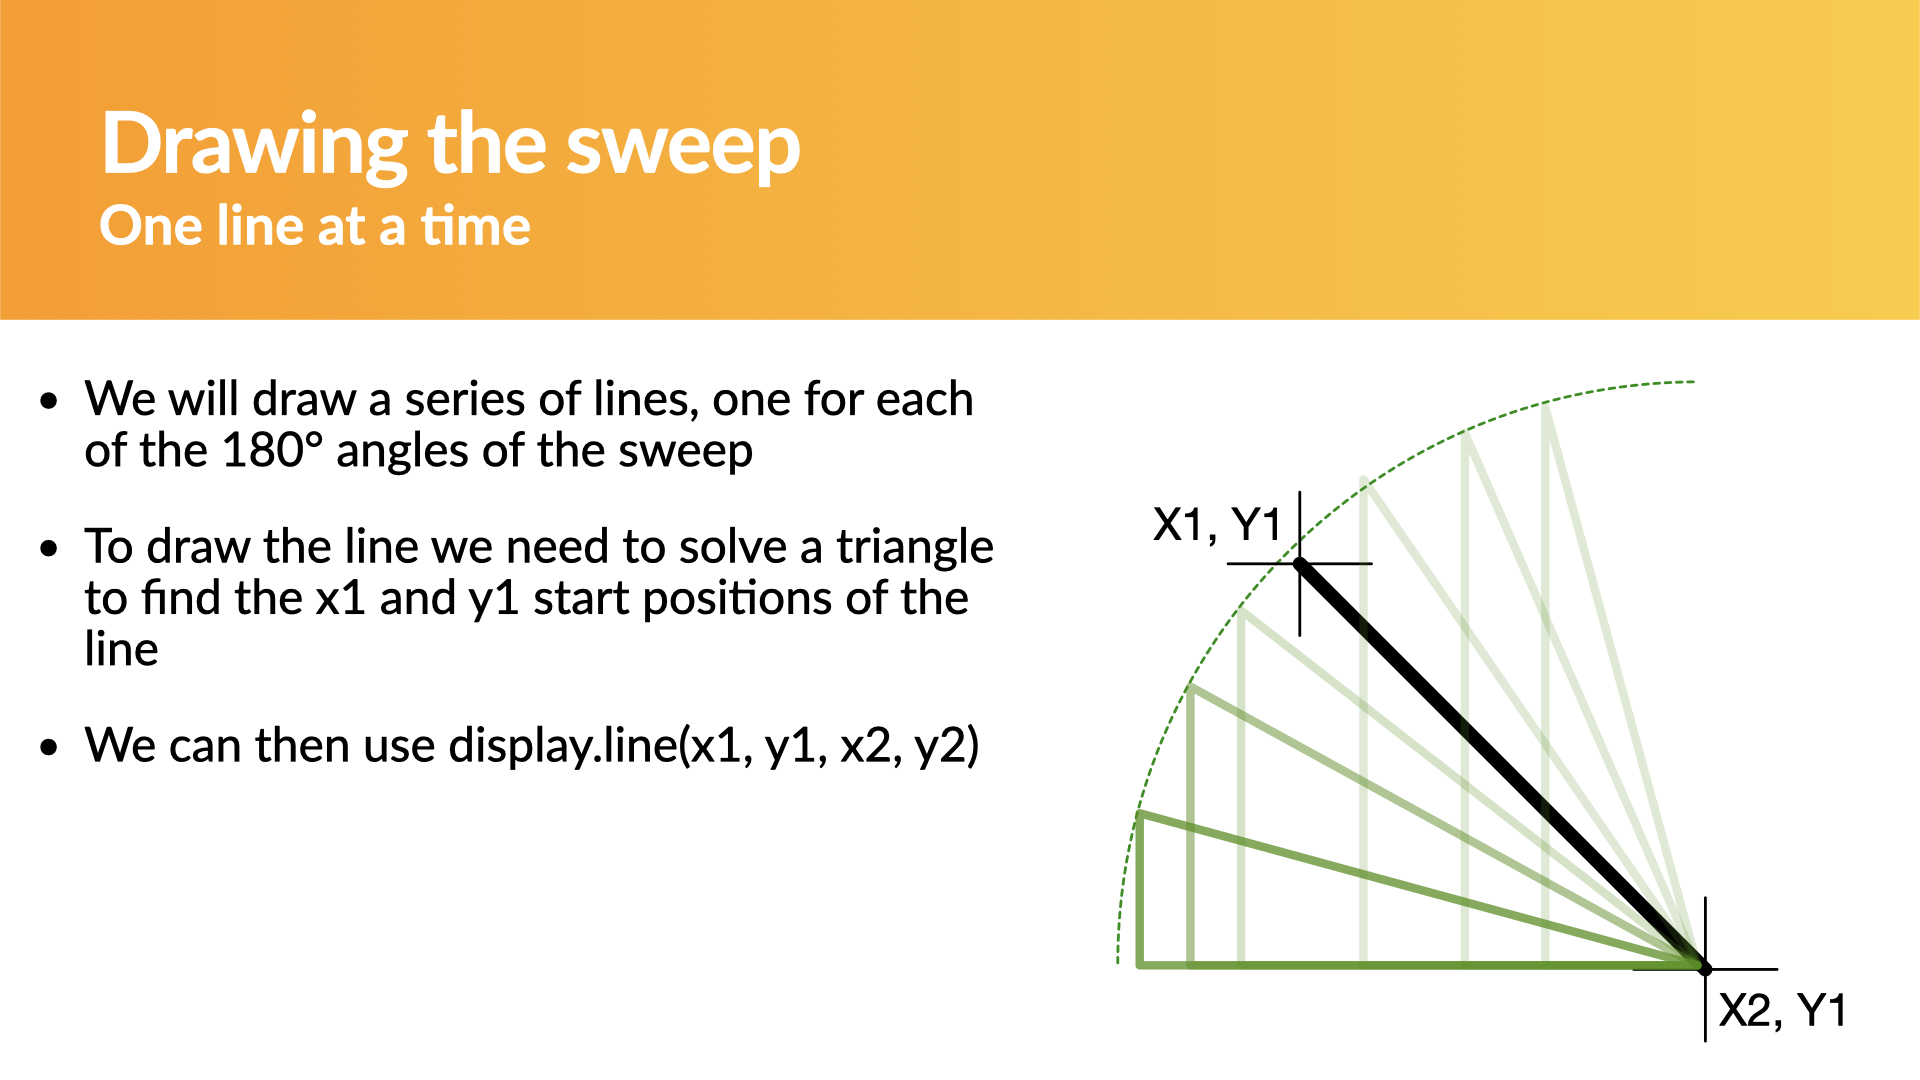 Drawing the sweep
One line at a time
• We will draw a series of lines, one for each
of the 180° angles of the sweep
• To draw the line we need to solve a triangle
to find the x1 and y1 start positions of the
line
• We can then use display.line(x1, y1, x2, y2)
X1, Y1
X2, Y1